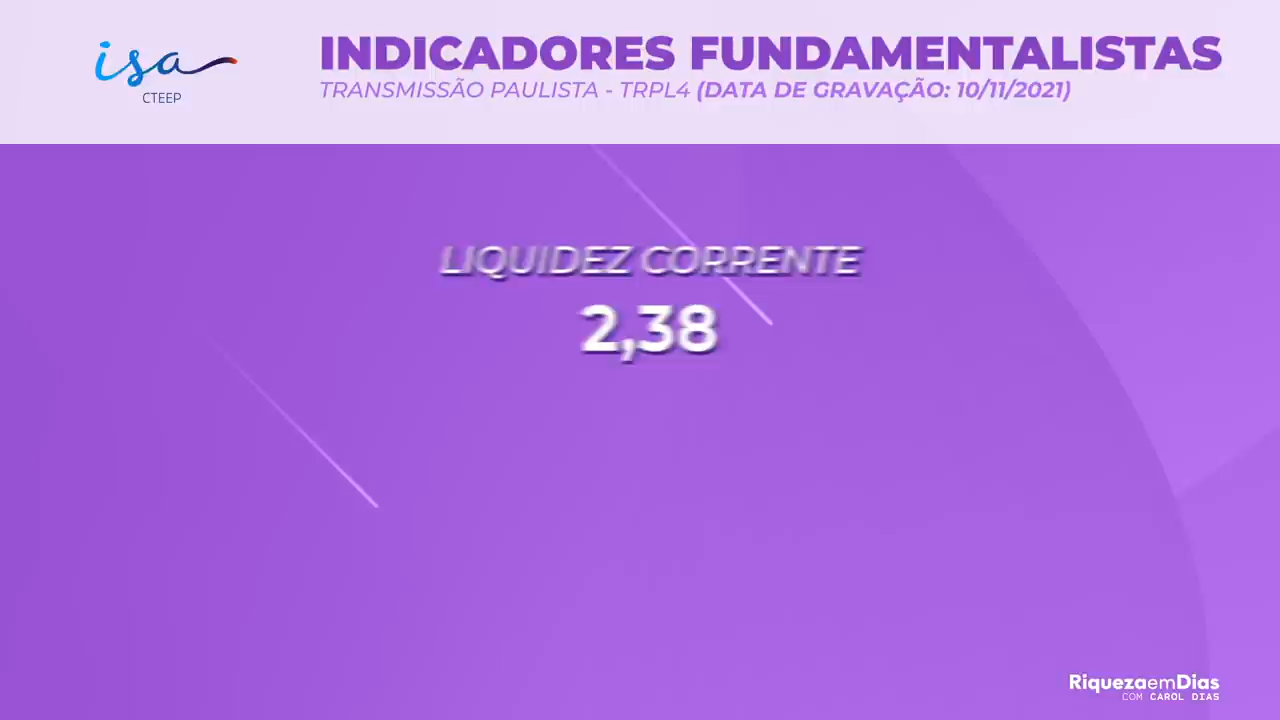 isa
CTEEP
INDICADORES FUNDAMENTALISTAS
TRANSMISSÃO PAULISTA - TRPL4 (DATA DE GRAVAÇÃO: 10/11/2021)
LIQUIDEZ CORRENTE
2,38
RiquezaemDias
COM CAROL DIAS